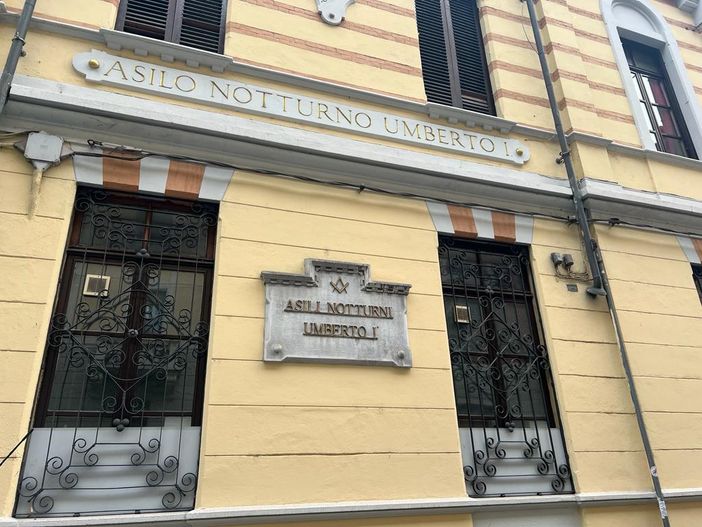 ASILO NOTTURNO UMBERTO I.
ASILI NOTTURNI
UMBERTO I°